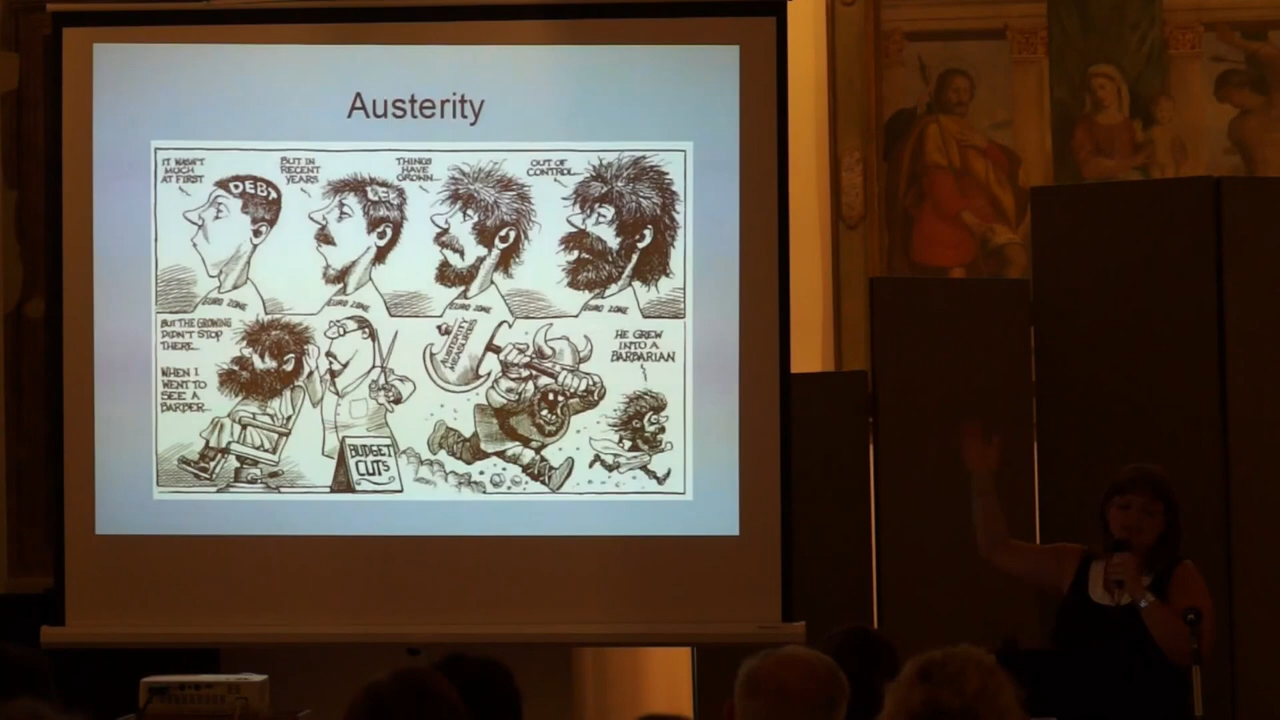 Austerity
IT WASN'T
MUCH
AT FIRST
DEBT
EURO ZONE
BUT IN
RECENT
YEARS
EURO ZONE
THINGS
HAVE
GROWN...
EURO ZONE
OUT OF
CONTROL...
EURO ZONE
BUT THE GROWING
DIDN'T STOP
THERE...
WHEN I
WENT TO
SEE A
BARBER...
BUDGET
CUTS
AUSTERITY
MEASURES
HE GREW
INTO A
BARBARIAN